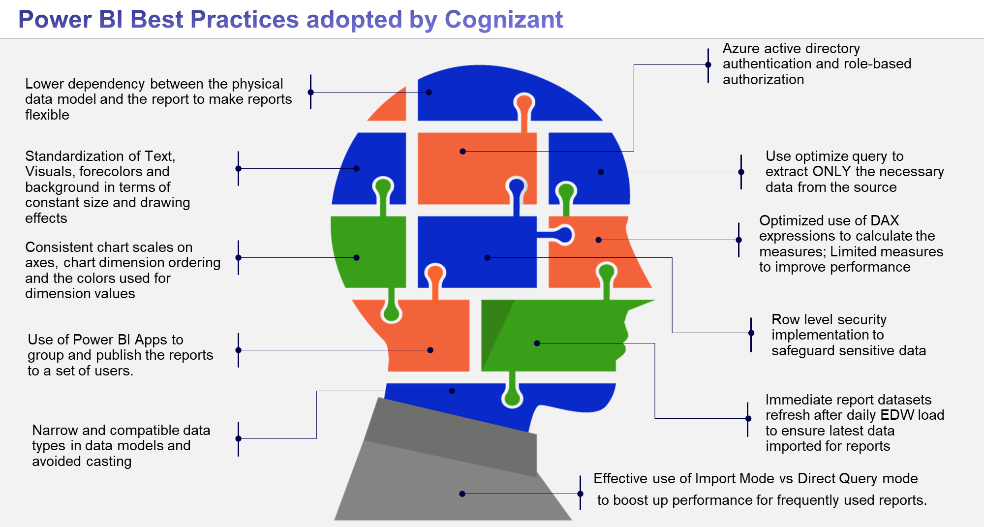 Power BI Best Practices adopted by Cognizant
Lower dependency between the physical
data model and the report to make reports
flexible
Standardization of Text,
Visuals, forecolors and
background in terms of
constant size and drawing
effects
Consistent chart scales on
axes, chart dimension ordering
and the colors used for
dimension values
Use of Power BI Apps to
group and publish the reports
to a set of users.
Narrow and compatible data
types in data models and
avoided casting
Azure active directory
authentication and role-based
authorization
Use optimize query to
extract ONLY the necessary
data from the source
Optimized use of DAX
expressions to calculate the
measures; Limited measures
to improve performance
Row level security
implementation to
safeguard sensitive data
Immediate report datasets
refresh after daily EDW load
to ensure latest data
imported for reports
Effective use of Import Mode vs Direct Query mode
to boost up performance for frequently used reports.